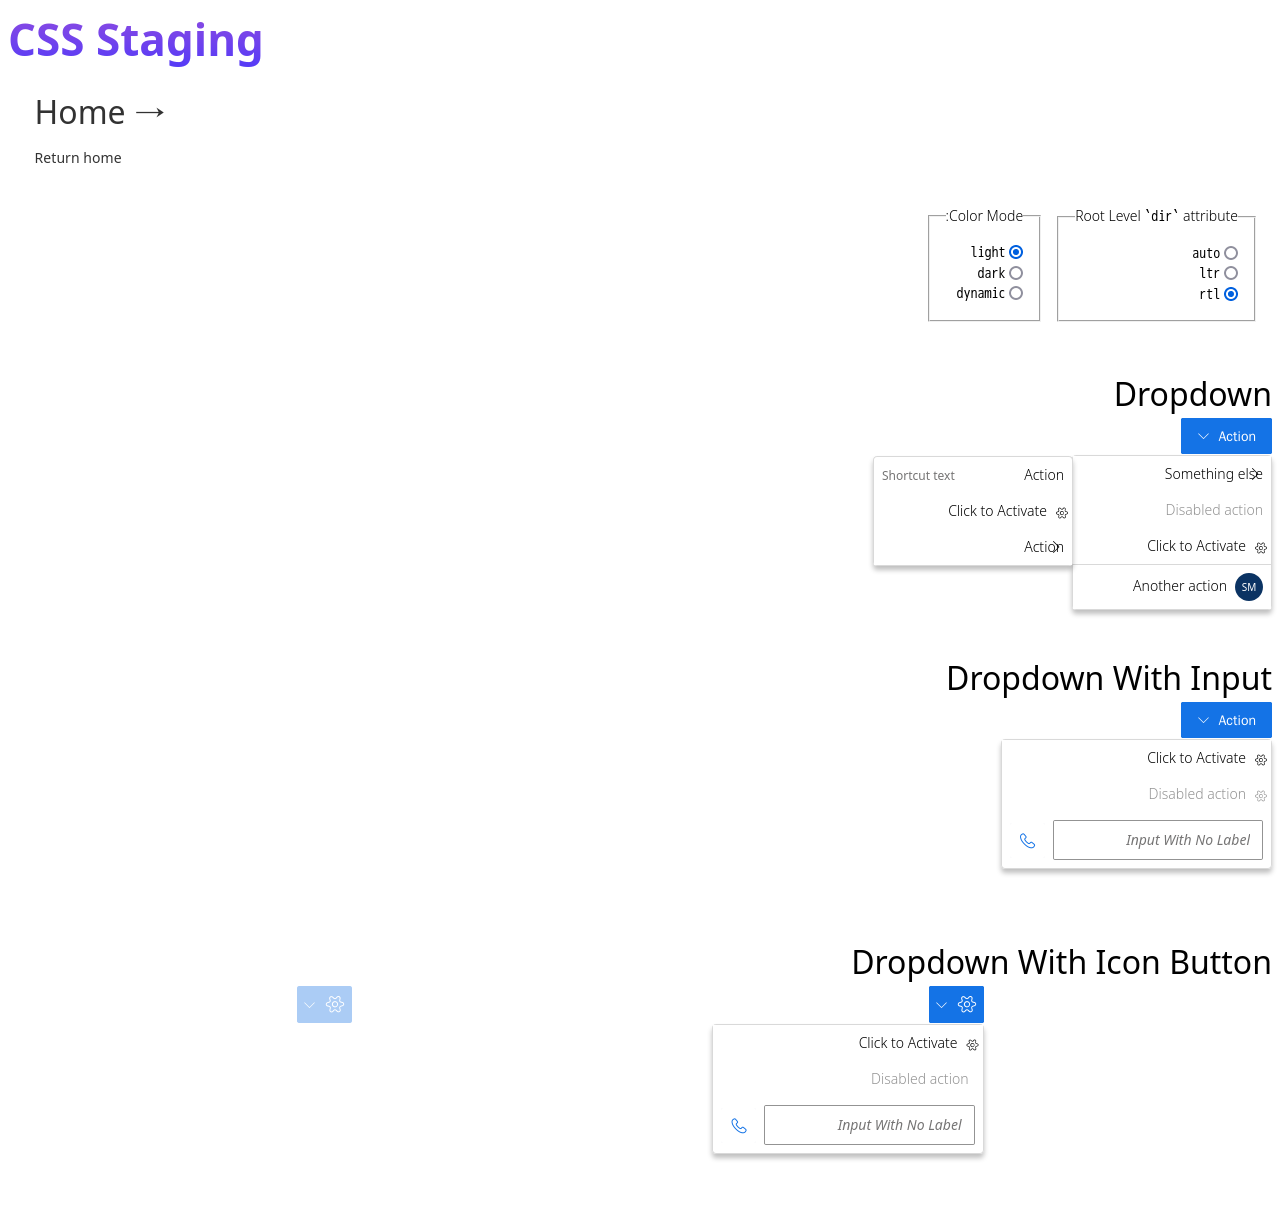 CSS Staging
Home →
Return home
Root Level `dir` attribute
auto
ltr
rtl
:Color Mode
light
dark
dynamic
Dropdown
Action
Something else
Disabled action
Click to Activate
Another action SM
Action Shortcut text
Click to Activate
Action
Dropdown With Input
Action
Click to Activate
Disabled action
Input With No Label
Dropdown With Icon Button
Click to Activate
Disabled action
Input With No Label